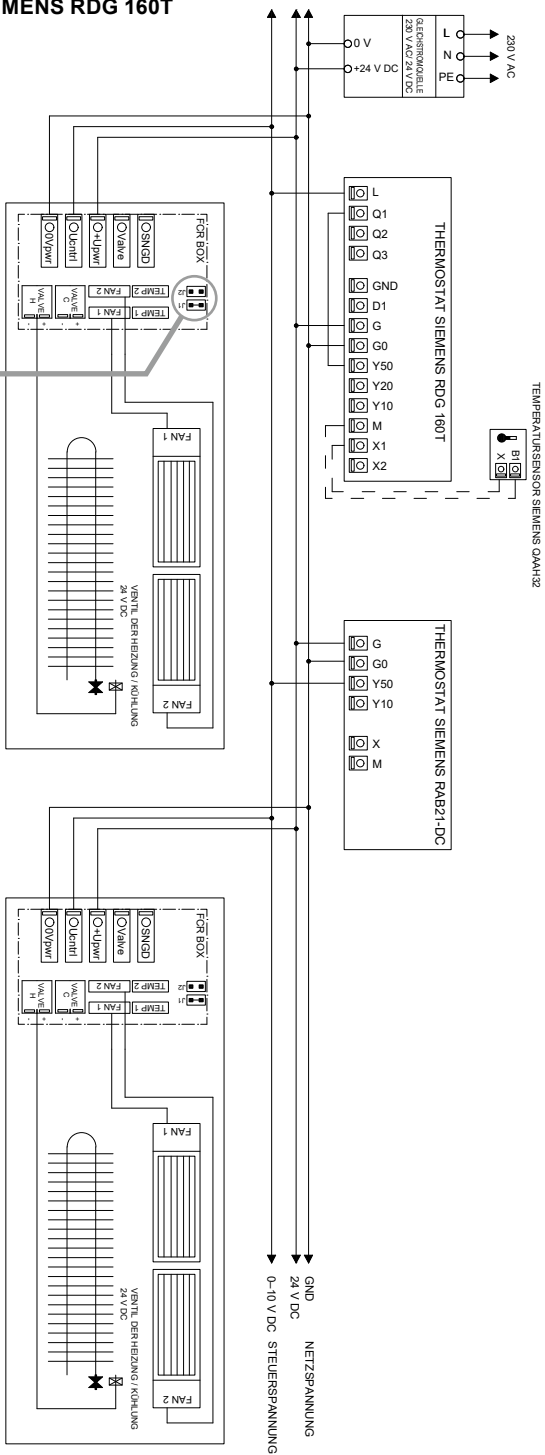 MENS RDG 160T
0 V
+24 V DC
GLEICHSTROMQUELLE
230 V AC/ 24 V DC
L
N
PE
230 V AC
THERMOSTAT SIEMENS RDG 160T
L
Q1
Q2
Q3
GND
D1
G
G0
Y50
Y20
Y10
M
X1
X2
TEMPERATURSENSOR SIEMENS QAAH32
B1
X
THERMOSTAT SIEMENS RAB21-DC
G
G0
Y50
Y10
X
M
FCR BOX
0Vpwr
Ucntrl
+Upwr
Valve
SNGD
VALVE
H
- +
VALVE
C
- +
FAN 2
TEMP 2
FAN 1
TEMP 1
J2
J1
FAN 1
FAN 2
VENTIL DER HEIZUNG / KÜHLUNG
24 V DC
FCR BOX
0Vpwr
Ucntrl
+Upwr
Valve
SNGD
VALVE
H
- +
VALVE
C
- +
FAN 2
TEMP 2
FAN 1
TEMP 1
J2
J1
FAN 1
FAN 2
VENTIL DER HEIZUNG / KÜHLUNG
24 V DC
GND NETZSPANNUNG
24 V DC
0–10 V DC STEUERSPANNUNG